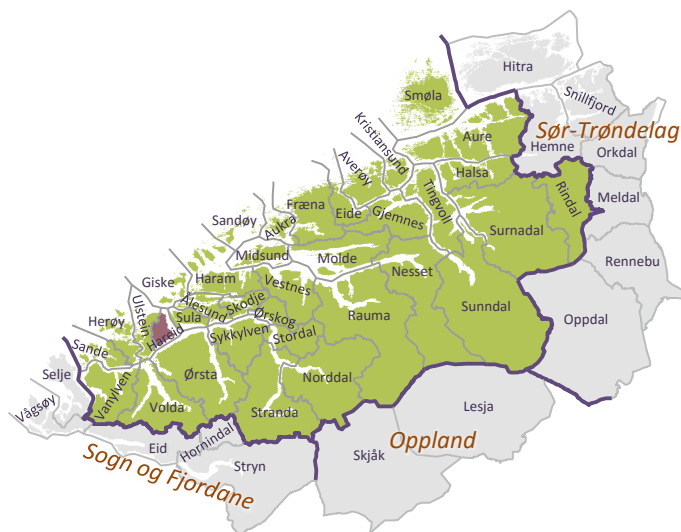 Hitra
Snillfjord
Smøla
Sør-Trøndelag
Aure
Hemne
Orkdal
Kristiansund
Averøy
Halsa
Rindal
Meldal
Tingvoll
Fræna
Eide
Gjemnes
Sandøy
Aukra
Surnadal
Midsund
Molde
Nesset
Rennebu
Giske
Haram
Vestnes
Ulstein
Ålesund
Skodje
Sunndal
Oppdal
Herøy
Sula
Ørskog
Rauma
Hareid
Sykkylven
Stordal
Sande
Selje
Vanylven
Ørsta
Norddal
Vågsøy
Volda
Stranda
Lesja
Eid
Hornindal
Oppland
Skjåk
Sogn og Fjordane
Stryn